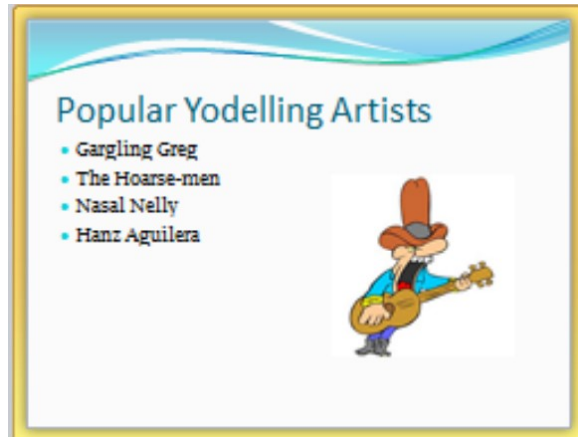 Popular Yodelling Artists
• Gargling Greg
• The Hoarse-men
• Nasal Nelly
• Hanz Aguilera